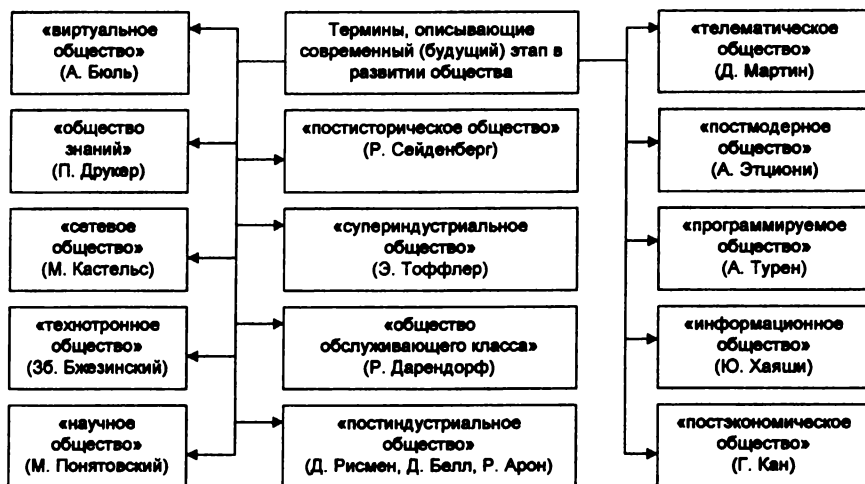 «виртуальное
общество»
(А. Бюль)
Термины, описывающие
современный (будущий) этап в
развитии общества
«телематическое
общество»
(Д. Мартин)
«общество
знаний»
(П. Друкер)
«постисторическое общество»
(Р. Сейденберг)
«постмодерное
общество»
(А. Этциони)
«сетевое
общество»
(М. Кастельс)
«супериндустриальное
общество»
(Э. Тоффлер)
«программируемое
общество»
(А. Турен)
«технотронное
общество»
(Зб. Бжезинский)
«общество
обслуживающего класса»
(Р. Дарендорф)
«информационное
общество»
(Ю. Хаяши)
«научное
общество»
(М. Понятовский)
«постиндустриальное
общество»
(Д. Рисмен, Д. Белл, Р. Арон)
«постэкономическое
общество»
(Г. Кан)